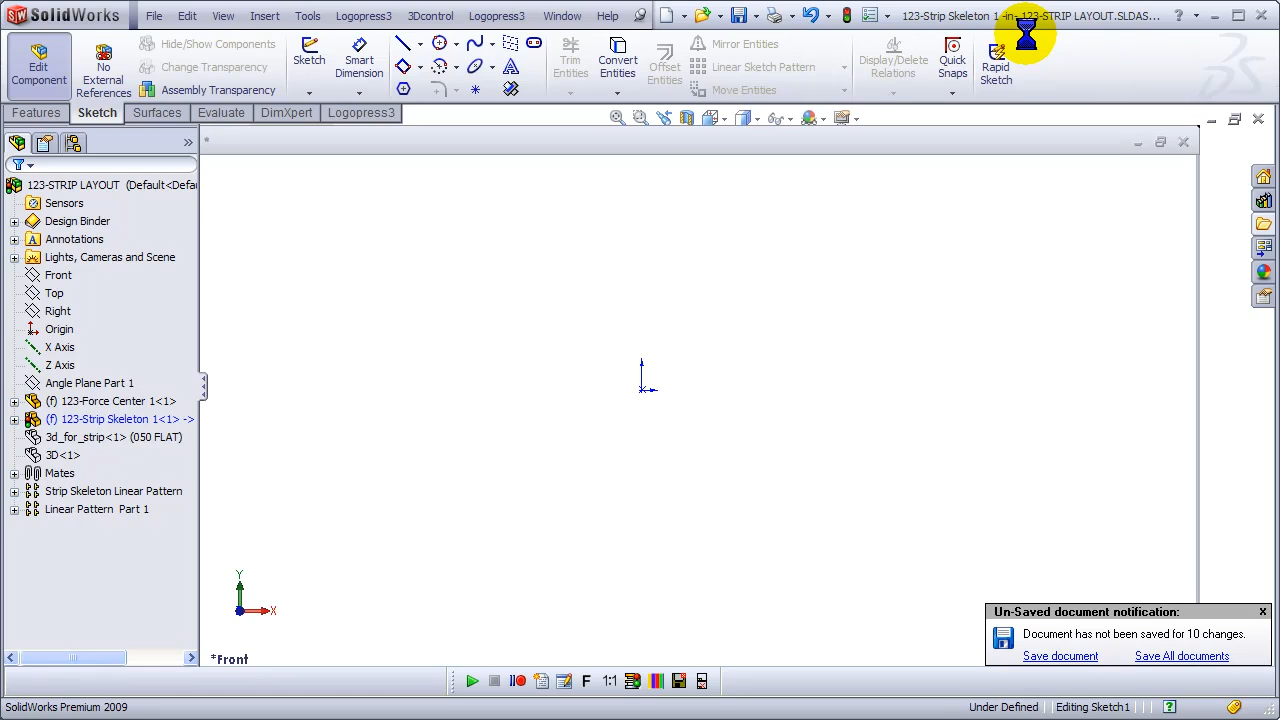 SolidWorks File Edit View Insert Tools Logopress3 3Dcontrol Logopress3 Window Help 123-Strip Skeleton 1 -in- 123-STRIP LAYOUT.SLDAS...
Edit Component
No External References
Hide/Show Components
Change Transparency
Assembly Transparency
Sketch
Smart Dimension
Trim Entities
Convert Entities
Offset Entities
Mirror Entities
Linear Sketch Pattern
Move Entities
Display/Delete Relations
Quick Snaps
Rapid Sketch
Features Sketch Surfaces Evaluate DimXpert Logopress3
123-STRIP LAYOUT (Default<Defa
Sensors
Design Binder
Annotations
Lights, Cameras and Scene
Front
Top
Right
Origin
X Axis
Z Axis
Angle Plane Part 1
(f) 123-Force Center 1<1>
(f) 123-Strip Skeleton 1<1> ->
3d_for_strip<1> (050 FLAT)
3D<1>
Mates
Strip Skeleton Linear Pattern
Linear Pattern Part 1
Y
X
*Front
Un-Saved document notification: x
Document has not been saved for 10 changes.
Save document Save All documents
F 1:1
SolidWorks Premium 2009 Under Defined Editing Sketch1